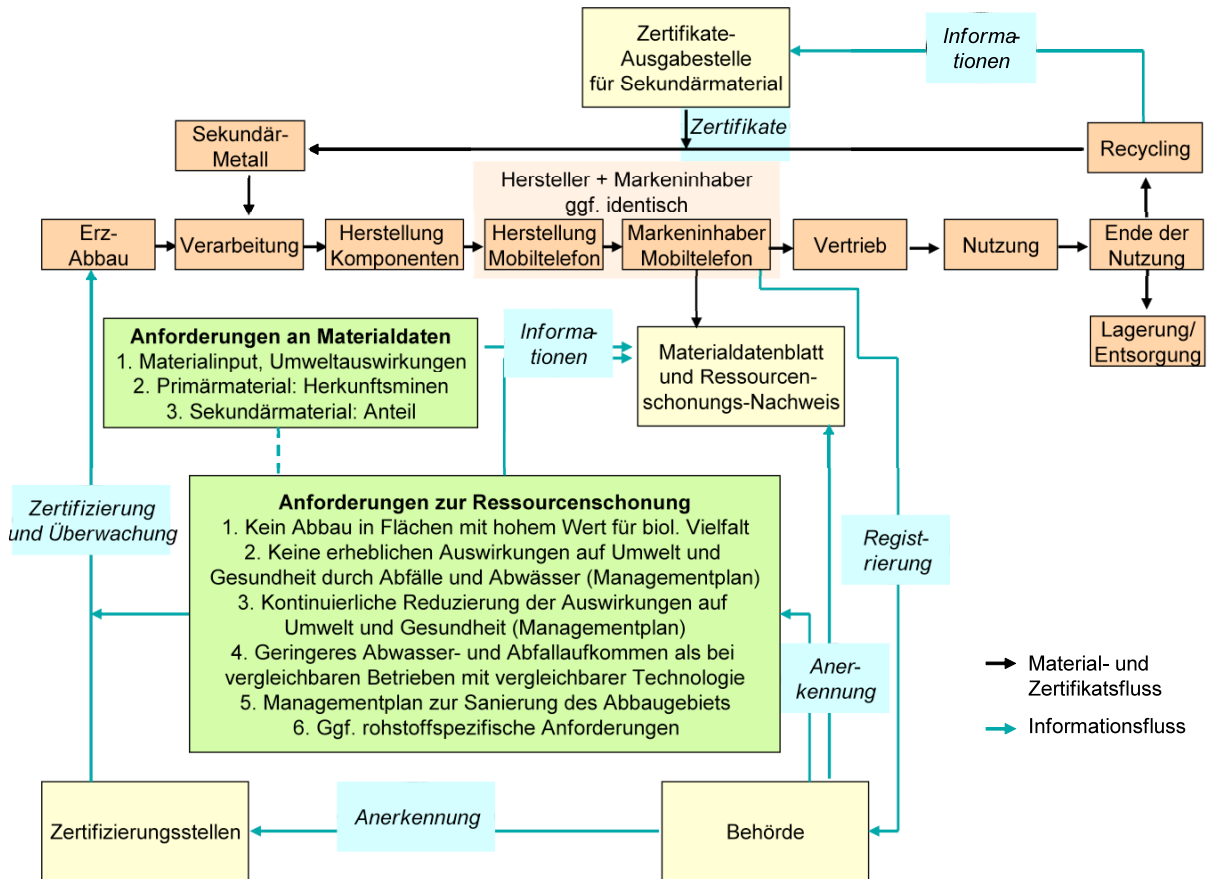 Zertifikate-
Ausgabestelle
für Sekundärmaterial
Informa-
tionen
Zertifikate
Sekundär-
Metall
Recycling
Hersteller + Markeninhaber
ggf. identisch
Erz-
Abbau
Verarbeitung
Herstellung
Komponenten
Herstellung
Mobiltelefon
Markeninhaber
Mobiltelefon
Vertrieb
Nutzung
Ende der
Nutzung
Lagerung/
Entsorgung
Anforderungen an Materialdaten
1. Materialinput, Umweltauswirkungen
2. Primärmaterial: Herkunftsminen
3. Sekundärmaterial: Anteil
Informa-
tionen
Materialdatenblatt
und Ressourcen-
schonungs-Nachweis
Zertifizierung
und Überwachung
Anforderungen zur Ressourcenschonung
1. Kein Abbau in Flächen mit hohem Wert für biol. Vielfalt
2. Keine erheblichen Auswirkungen auf Umwelt und
Gesundheit durch Abfälle und Abwässer (Managementplan)
3. Kontinuierliche Reduzierung der Auswirkungen auf
Umwelt und Gesundheit (Managementplan)
4. Geringeres Abwasser- und Abfallaufkommen als bei
vergleichbaren Betrieben mit vergleichbarer Technologie
5. Managementplan zur Sanierung des Abbaugebiets
6. Ggf. rohstoffspezifische Anforderungen
Regist-
rierung
Aner-
kennung
Material- und
Zertifikatsfluss
Informationsfluss
Zertifizierungsstellen
Anerkennung
Behörde